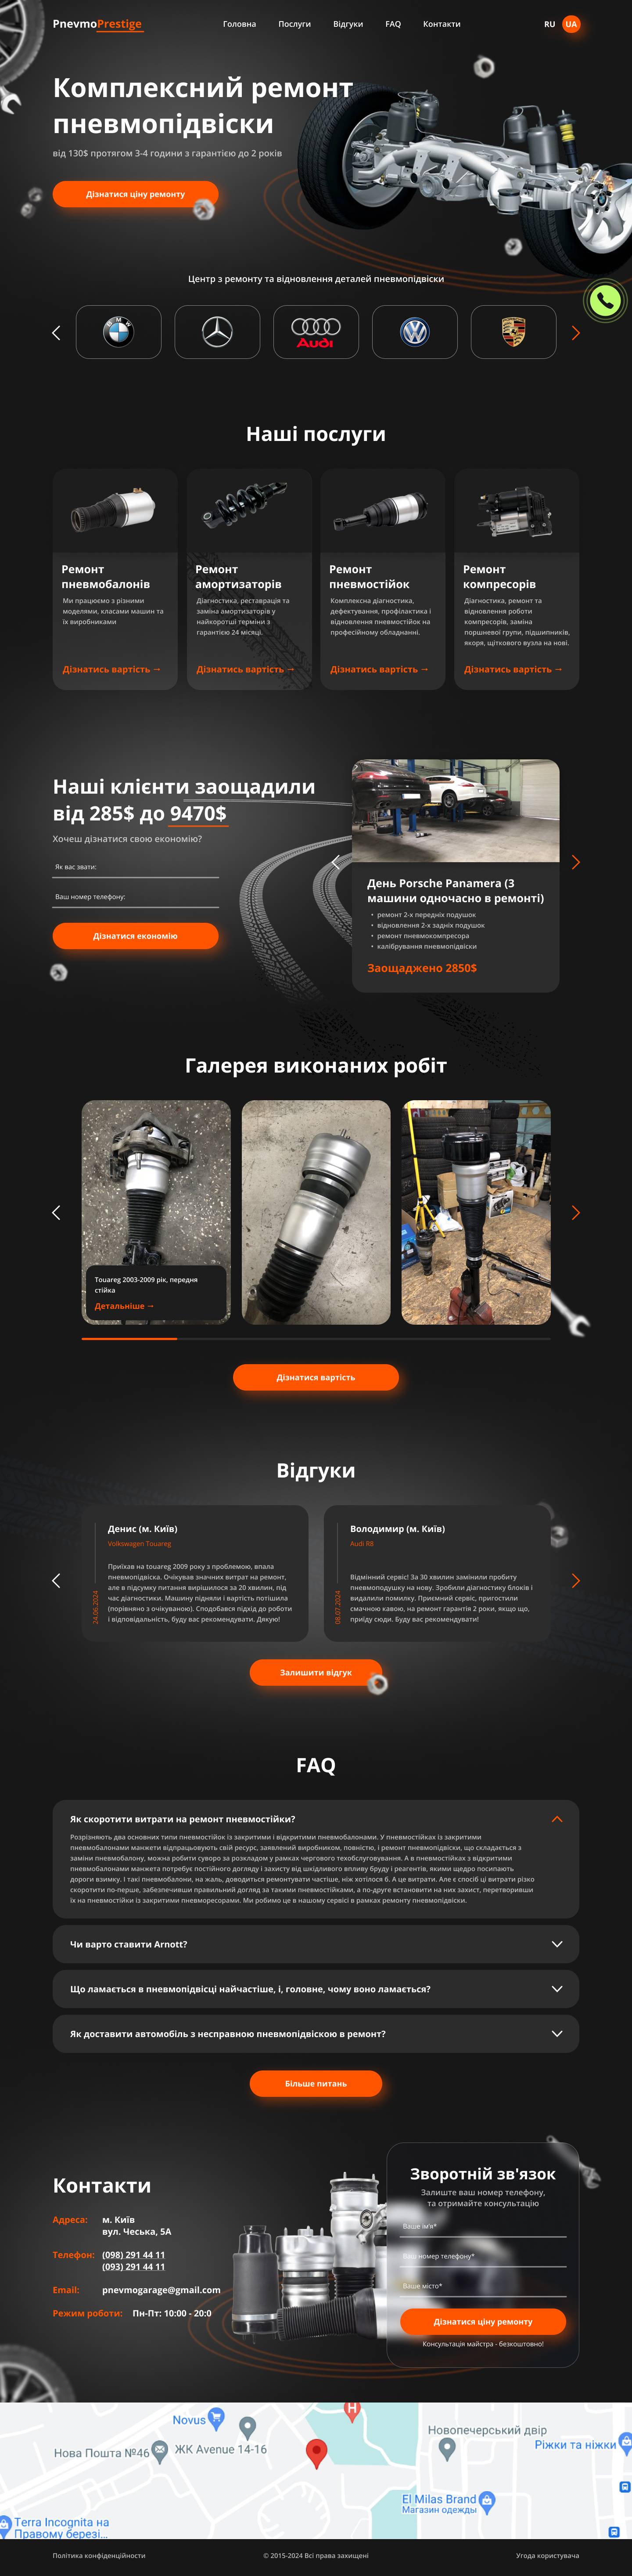 PnevmoPrestige
Головна
Послуги
Відгуки
FAQ
Контакти
RU
UA
Комплексний ремонт
пневмопідвіски
від 130$ протягом 3-4 години з гарантією до 2 років
Дізнатися ціну ремонту
Центр з ремонту та відновлення деталей пневмопідвіски
BMW
Audi
Наші послуги
Ремонт
пневмобалонів
Ми працюємо з різними
моделями, класами машин та
їх виробниками
Дізнатись вартість →
Ремонт
амортизаторів
Діагностика, реставрація та
заміна амортизаторів у
найкоротші терміни з
гарантією 24 місяці.
Дізнатись вартість →
Ремонт
пневмостійок
Комплексна діагностика,
дефектування, профілактика і
відновлення пневмостійок на
професійному обладнанні.
Дізнатись вартість →
Ремонт
компресорів
Діагностика, ремонт та
відновлення роботи
компресорів, заміна
поршневої групи, підшипників,
якоря, щіткового вузла на нові.
Дізнатись вартість →
Наші клієнти заощадили
від 285$ до 9470$
Хочеш дізнатися свою економію?
Як вас звати:
Ваш номер телефону:
Дізнатися економію
День Porsche Panamera (3
машини одночасно в ремонті)
• ремонт 2-х передніх подушок
• відновлення 2-х задніх подушок
• ремонт пневмокомпресора
• калібрування пневмопідвіски
Заощаджено 2850$
Галерея виконаних робіт
Touareg 2003-2009 рік, передня
стійка
Детальніше →
Дізнатися вартість
Відгуки
Денис (м. Київ)
Volkswagen Touareg
Приїхав на touareg 2009 року з проблемою, впала
пневмопідвіска. Очікував значних витрат на ремонт,
але в підсумку питання вирішилося за 20 хвилин, під
час діагностики. Машину підняли і вартість потішила
(порівняно з очікуваною). Сподобався підхід до роботи
і відповідальність, буду вас рекомендувати. Дякую!
24.06.2024
Володимир (м. Київ)
Audi R8
Відмінний сервіс! За 30 хвилин замінили пробиту
пневмоподушку на нову. Зробили діагностику блоків і
видалили помилку. Приємний сервіс, пригостили
смачною кавою, на ремонт гарантія 2 роки, якщо що,
приїду сюди. Буду вас рекомендувати!
08.07.2024
Залишити відгук
FAQ
Як скоротити витрати на ремонт пневмостійки?
Розрізняють два основних типи пневмостійок із закритими і відкритими пневмобалонами. У пневмостійках із закритими
пневмобалонами манжети відпрацьовують свій ресурс, заявлений виробником, повністю, і ремонт пневмопідвіски, що складається з
заміни пневмобалону, можна робити суворо за розкладом у рамках чергового техобслуговування. А в пневмостійках з відкритими
пневмобалонами манжета потребує постійного догляду і захисту від шкідливого впливу бруду і реагентів, якими щедро посипають
дороги взимку. І такі пневмобалони, на жаль, доводиться ремонтувати частіше, ніж хотілося б. А це витрати. Але є спосіб ці витрати різко
скоротити по-перше, забезпечивши правильний догляд за такими пневмостійками, а по-друге встановити на них захист, перетворивши
їх на пневмостійки із закритими пневморесорами. Ми робимо це в нашому сервісі в рамках ремонту пневмопідвіски.
Чи варто ставити Arnott?
Що ламається в пневмопідвісці найчастіше, і, головне, чому воно ламається?
Як доставити автомобіль з несправною пневмопідвіскою в ремонт?
Більше питань
Контакти
Адреса: м. Київ
вул. Чеська, 5А
Телефон: (098) 291 44 11
(093) 291 44 11
Email: pnevmogarage@gmail.com
Режим роботи: Пн-Пт: 10:00 - 20:0
Зворотній зв'язок
Залиште ваш номер телефону,
та отримайте консультацію
Ваше ім'я*
Ваш номер телефону*
Ваше місто*
Дізнатися ціну ремонту
Консультація майстра - безкоштовно!
Novus
Нова Пошта №46
ЖК Avenue 14-16
H
Новопечерський двір
Ріжки та ніжки
El Milas Brand
Магазин одежды
Terra Incognita на
Правому березі...
Політика конфіденційності
© 2015-2024 Всі права захищені
Угода користувача